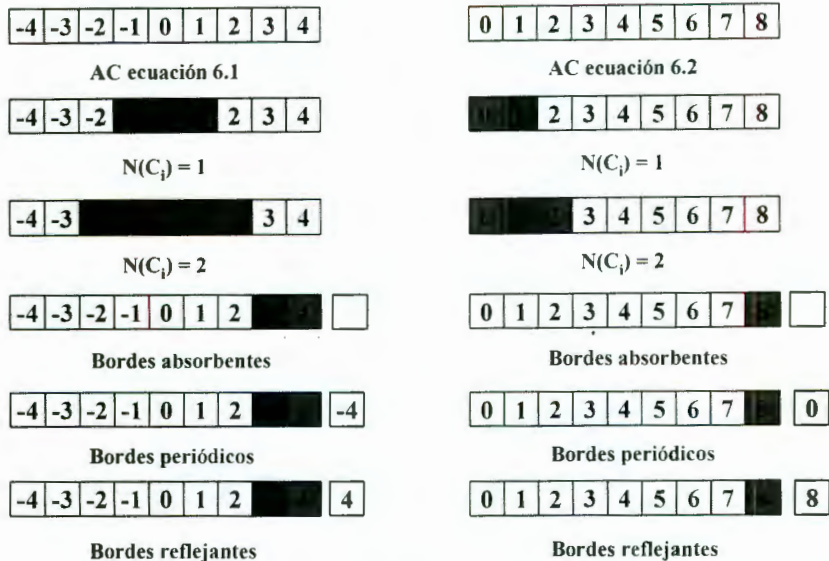 -4 -3 -2 -1 0 1 2 3 4
AC ecuación 6.1
-4 -3 -2 2 3 4
N(Ci) = 1
-4 -3 3 4
N(Ci) = 2
-4 -3 -2 -1 0 1 2
Bordes absorbentes
-4 -3 -2 -1 0 1 2 -4
Bordes periódicos
-4 -3 -2 -1 0 1 2 4
Bordes reflejantes
0 1 2 3 4 5 6 7 8
AC ecuación 6.2
2 3 4 5 6 7 8
N(Ci) = 1
3 4 5 6 7 8
N(Ci) = 2
0 1 2 3 4 5 6 7
Bordes absorbentes
0 1 2 3 4 5 6 7 0
Bordes periódicos
0 1 2 3 4 5 6 7 8
Bordes reflejantes